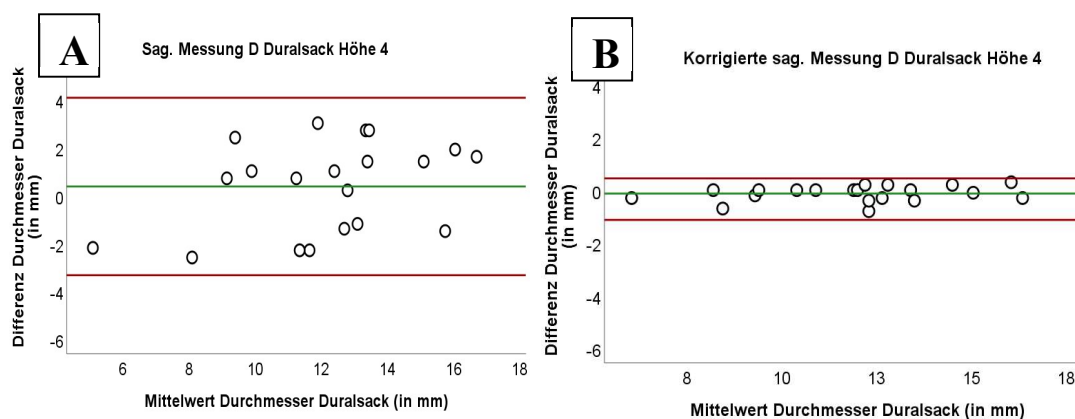 A
Sag. Messung D Duralsack Höhe 4
Differenz Durchmesser Duralsack
(in mm)
4
2
0
-2
-4
-6
6 8 10 12 14 16 18
Mittelwert Durchmesser Duralsack (in mm)
B
Korrigierte sag. Messung D Duralsack Höhe 4
Differenz Durchmesser Duralsack
(in mm)
4
2
0
-2
-4
-6
8 10 13 15 18
Mittelwert Durchmesser Duralsack (in mm)